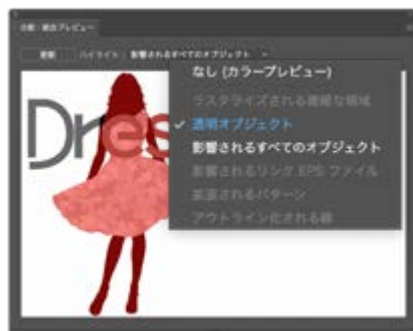 分割・統合プレビュー
更新 ハイライト: 影響されるすべてのオブジェクト
なし (カラープレビュー)
ラスタライズされる複雑な領域
透明オブジェクト
影響されるすべてのオブジェクト
影響されるリンク EPS ファイル
拡張されるパターン
アウトライン化される線
Dres